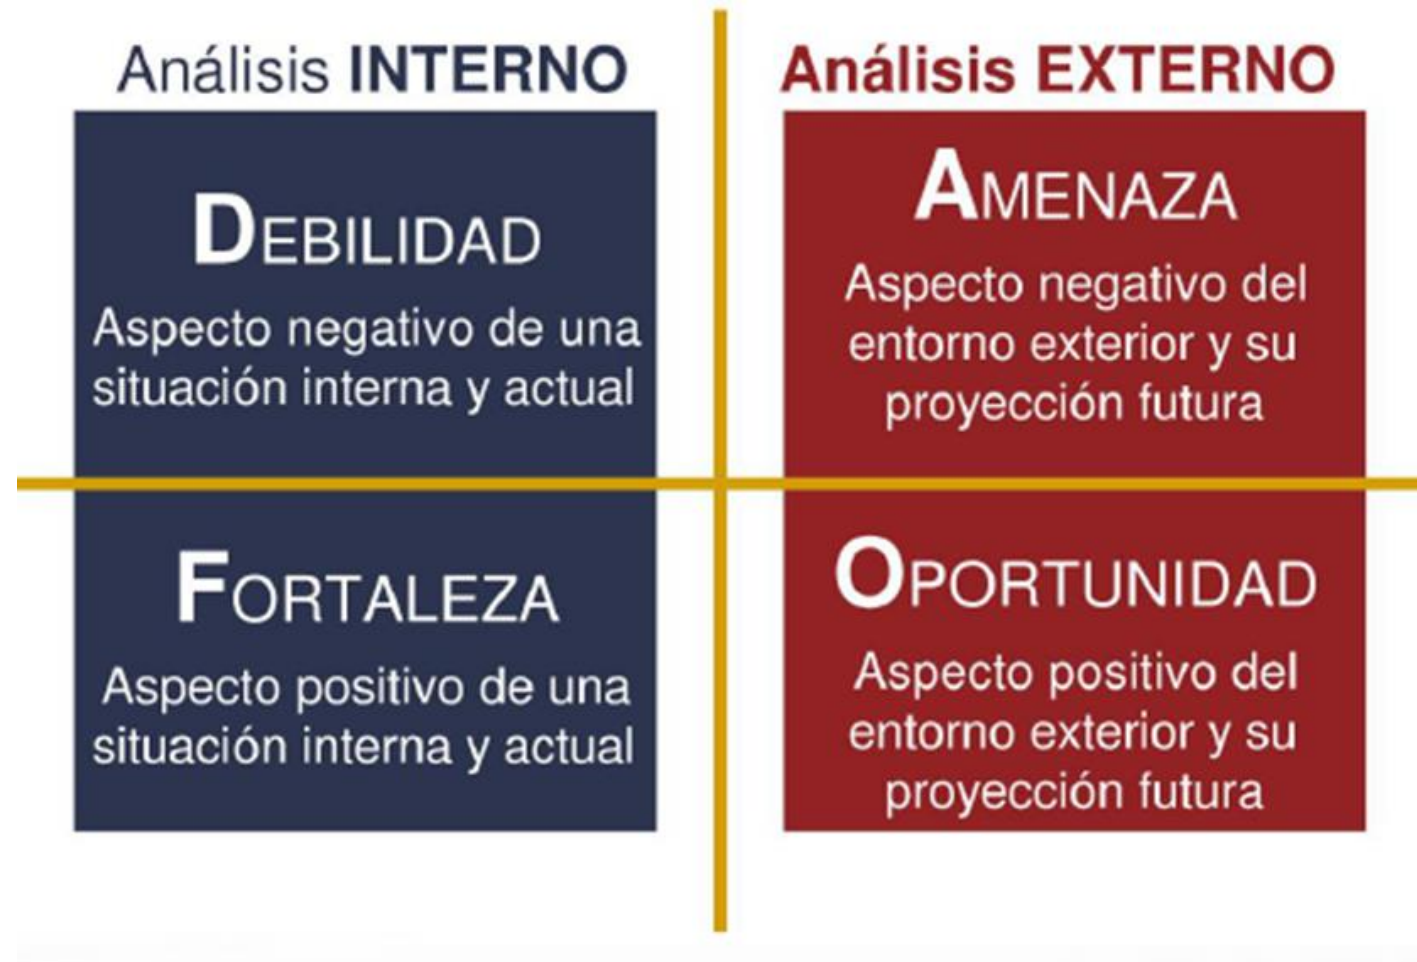 Análisis INTERNO
DEBILIDAD
Aspecto negativo de una
situación interna y actual
FORTALEZA
Aspecto positivo de una
situación interna y actual
Análisis EXTERNO
AMENAZA
Aspecto negativo del
entorno exterior y su
proyección futura
OPORTUNIDAD
Aspecto positivo del
entorno exterior y su
proyección futura